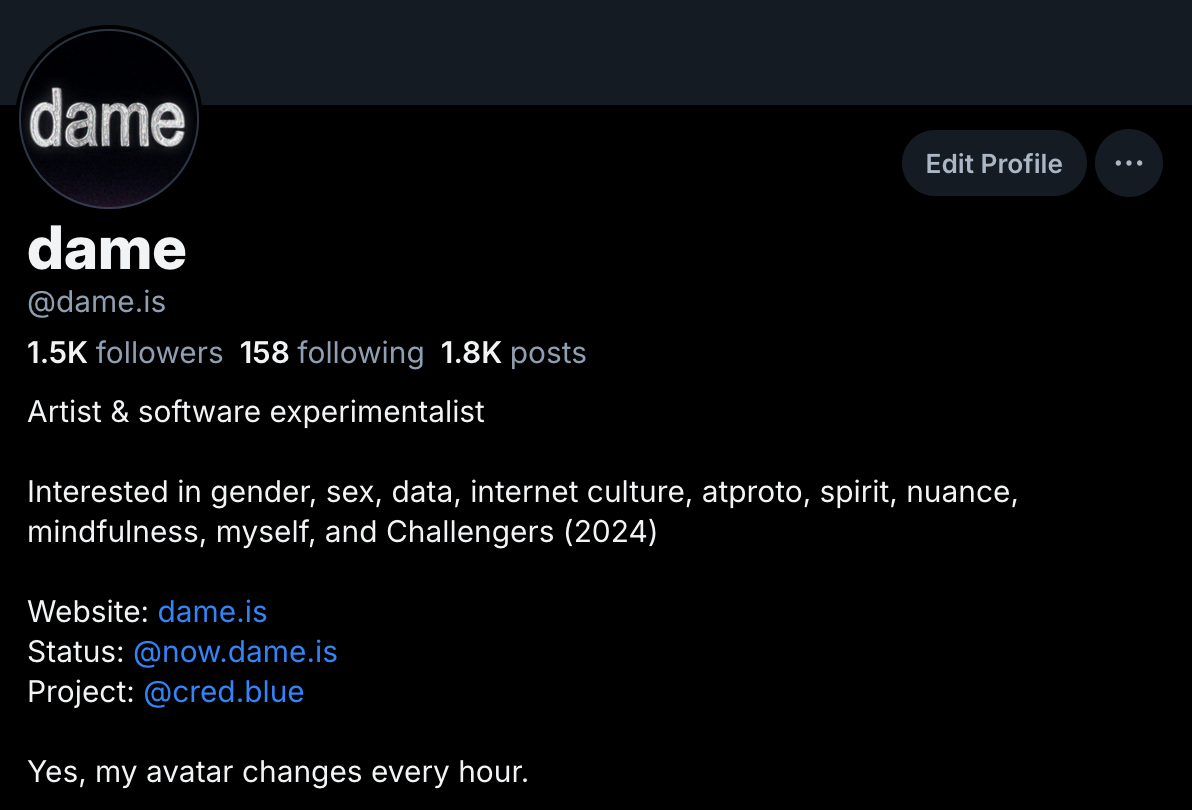 dame
Edit Profile
dame
@dame.is
1.5K followers 158 following 1.8K posts
Artist & software experimentalist
Interested in gender, sex, data, internet culture, atproto, spirit, nuance,
mindfulness, myself, and Challengers (2024)
Website: dame.is
Status: @now.dame.is
Project: @cred.blue
Yes, my avatar changes every hour.